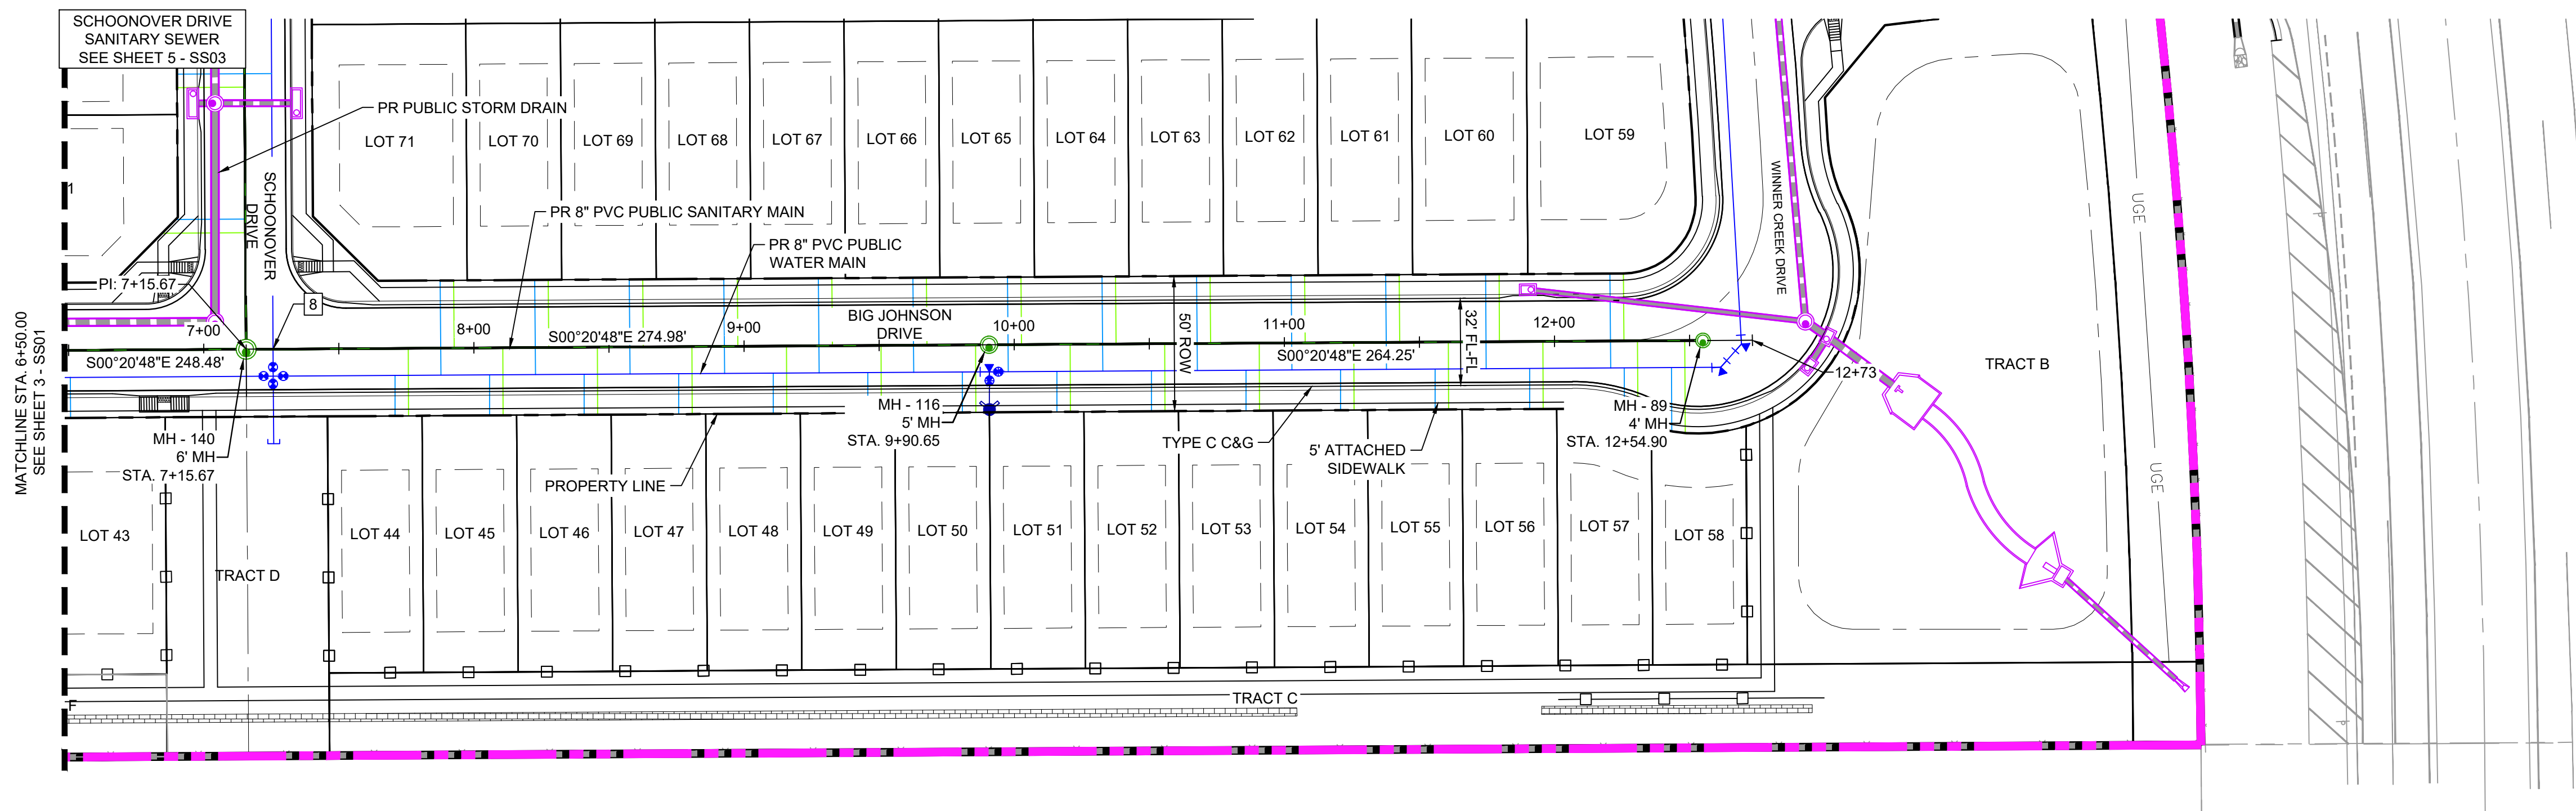 SCHOONOVER DRIVE
SANITARY SEWER
SEE SHEET 5 - SS03
PR PUBLIC STORM DRAIN
LOT 71
LOT 70
LOT 69
LOT 68
LOT 67
LOT 66
LOT 65
LOT 64
LOT 63
LOT 62
LOT 61
LOT 60
LOT 59
1
SCHOONOVER
DRIVE
WINNER CREEK DRIVE
UGE
PR 8" PVC PUBLIC SANITARY MAIN
PR 8" PVC PUBLIC
WATER MAIN
PI: 7+15.67
8
MATCHLINE STA. 6+50.00
SEE SHEET 3 - SS01
7+00
8+00
9+00
BIG JOHNSON
DRIVE
10+00
11+00
12+00
S00°20'48"E 248.48'
S00°20'48"E 274.98'
50' ROW
S00°20'48"E 264.25'
32' FL-FL
TRACT B
12+73
MH - 140
6' MH
STA. 7+15.67
MH - 116
5' MH
STA. 9+90.65
MH - 89
4' MH
STA. 12+54.90
TYPE C C&G
5' ATTACHED
SIDEWALK
PROPERTY LINE
UGE
LOT 43
TRACT D
LOT 44
LOT 45
LOT 46
LOT 47
LOT 48
LOT 49
LOT 50
LOT 51
LOT 52
LOT 53
LOT 54
LOT 55
LOT 56
LOT 57
LOT 58
TRACT C
F